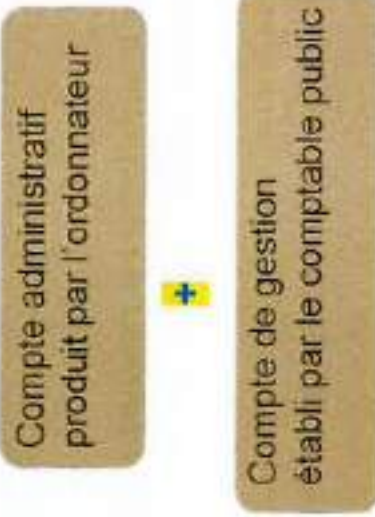 Compte administratif
produit par l'ordonnateur
+
Compte de gestion
établi par le comptable public